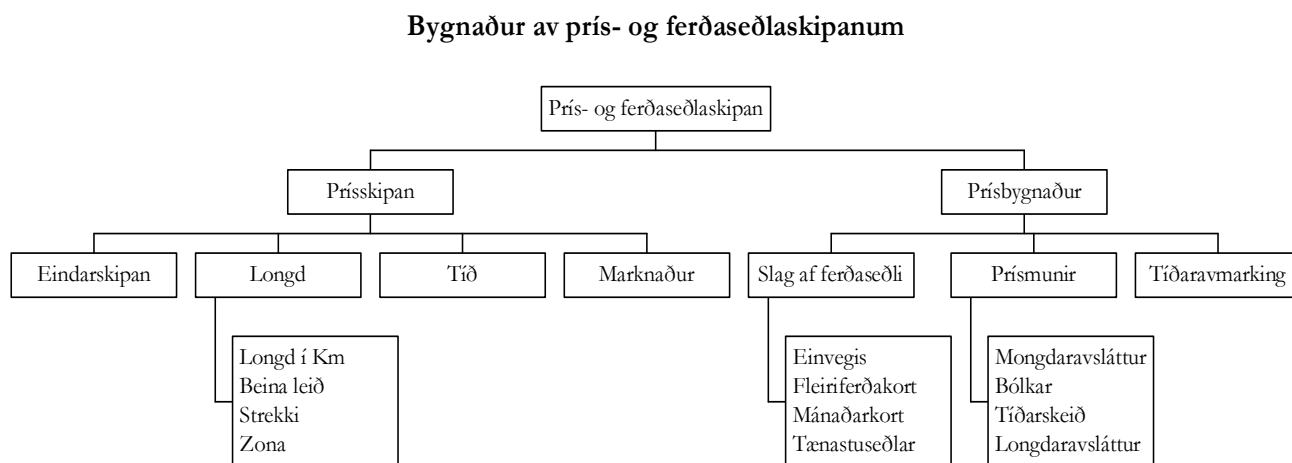 Bygnaður av prís- og ferðaseðlaskipanum
Prís- og ferðaseðlaskipan
Prísskipan
Prísbygnaður
Eindarskipan
Longd
Tíð
Marknaður
Slag af ferðaseðli
Prísmunir
Tíðaravmarking
Longd í Km
Beina leið
Strekki
Zona
Einvegis
Fleiriferðakort
Mánaðarkort
Tænastuseðlar
Mongdaravsláttur
Bólkar
Tíðarskeið
Longdaravsláttur